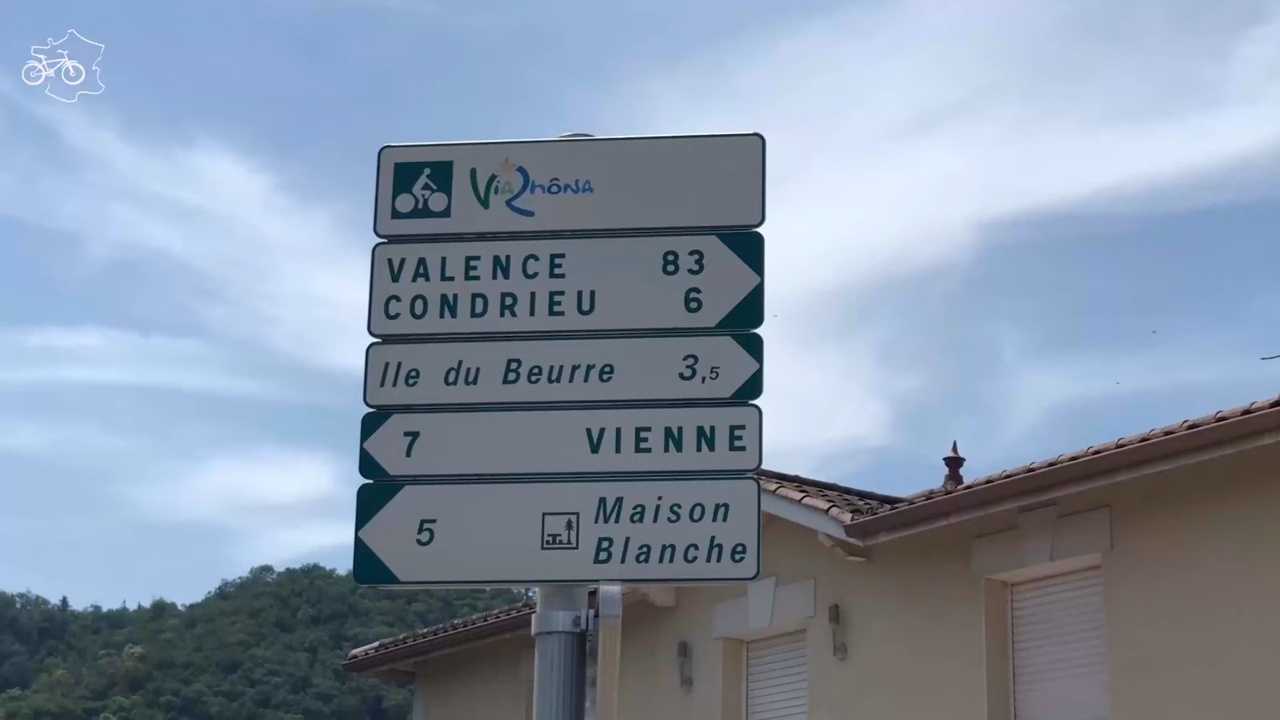 ViaRhôna
VALENCE 83
CONDRIEU 6
Ile du Beurre 3,5
7 VIENNE
5 Maison
Blanche